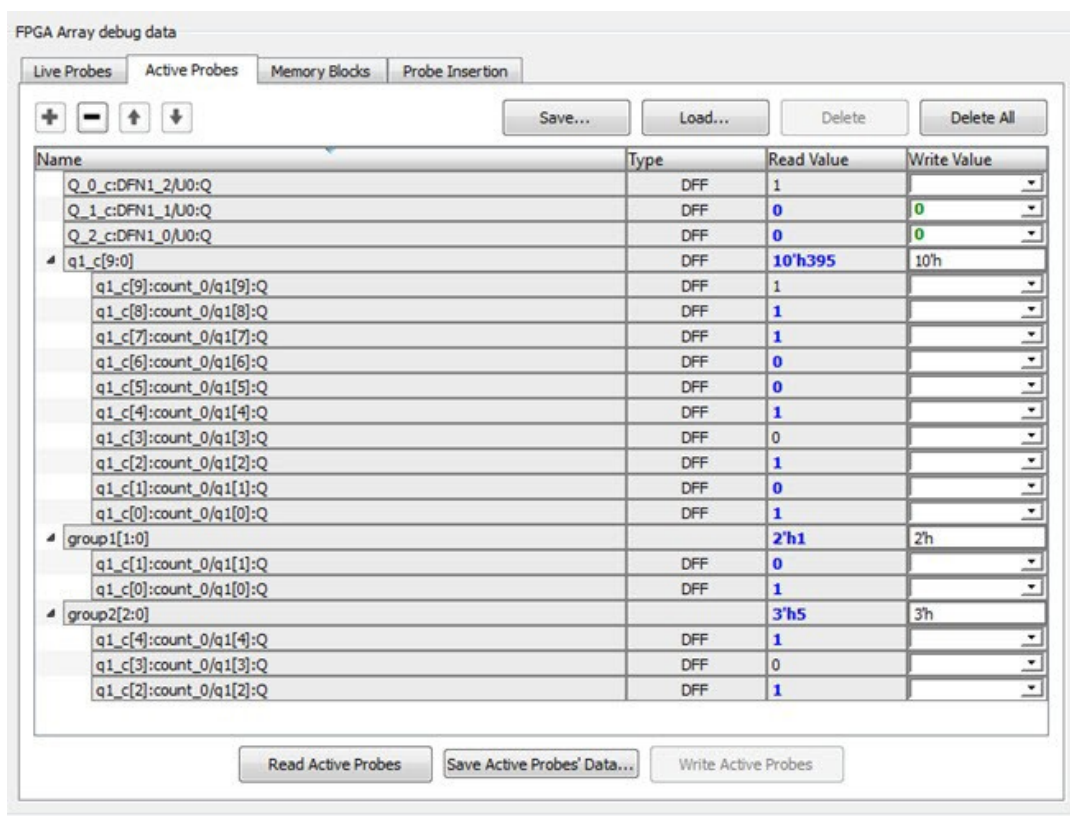 FPGA Array debug data
Live Probes Active Probes Memory Blocks Probe Insertion
Save... Load... Delete Delete All
Name Type Read Value Write Value
Q_0_c:DFN1_2/U0:Q DFF 1
Q_1_c:DFN1_1/U0:Q DFF 0 0
Q_2_c:DFN1_0/U0:Q DFF 0 0
q1_c[9:0] DFF 10'h395 10'h
q1_c[9]:count_0/q1[9]:Q DFF 1
q1_c[8]:count_0/q1[8]:Q DFF 1
q1_c[7]:count_0/q1[7]:Q DFF 1
q1_c[6]:count_0/q1[6]:Q DFF 0
q1_c[5]:count_0/q1[5]:Q DFF 0
q1_c[4]:count_0/q1[4]:Q DFF 1
q1_c[3]:count_0/q1[3]:Q DFF 0
q1_c[2]:count_0/q1[2]:Q DFF 1
q1_c[1]:count_0/q1[1]:Q DFF 0
q1_c[0]:count_0/q1[0]:Q DFF 1
group1[1:0] 2'h1 2'h
q1_c[1]:count_0/q1[1]:Q DFF 0
q1_c[0]:count_0/q1[0]:Q DFF 1
group2[2:0] 3'h5 3'h
q1_c[4]:count_0/q1[4]:Q DFF 1
q1_c[3]:count_0/q1[3]:Q DFF 0
q1_c[2]:count_0/q1[2]:Q DFF 1
Read Active Probes Save Active Probes' Data... Write Active Probes